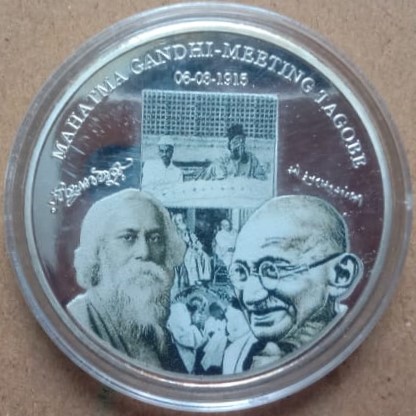 MAHATMA GANDHI-MEETING TAGORE
06-03-1915